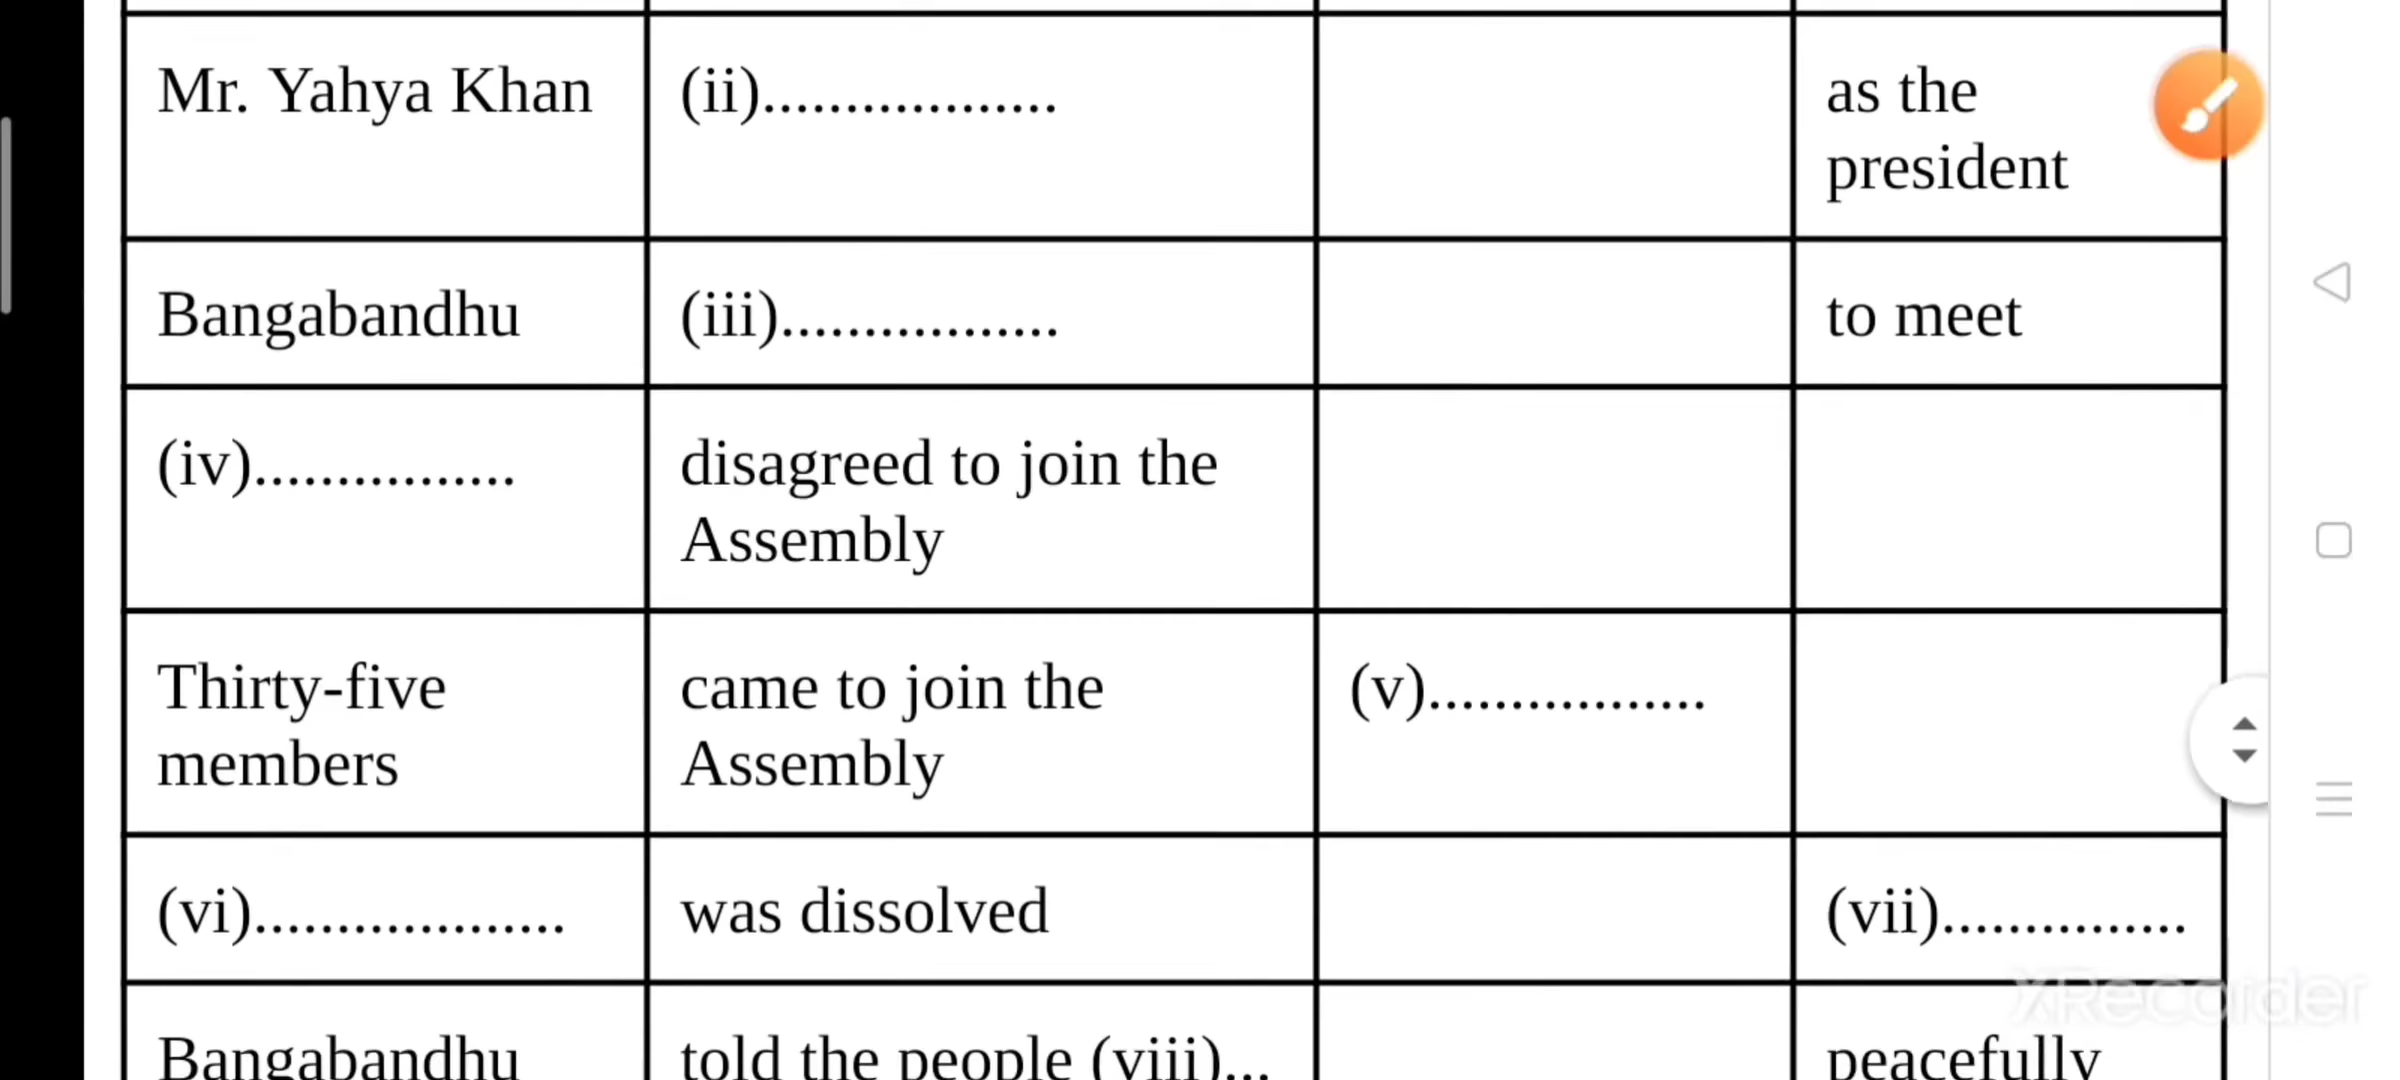 Mr. Yahya Khan (ii).................. as the
president
Bangabandhu (iii)................. to meet
(iv)................ disagreed to join the
Assembly
Thirty-five came to join the (v).................
members Assembly
(vi)................... was dissolved (vii)...............
XRecorder
Bangabandhu told the people (viii)... peacefully